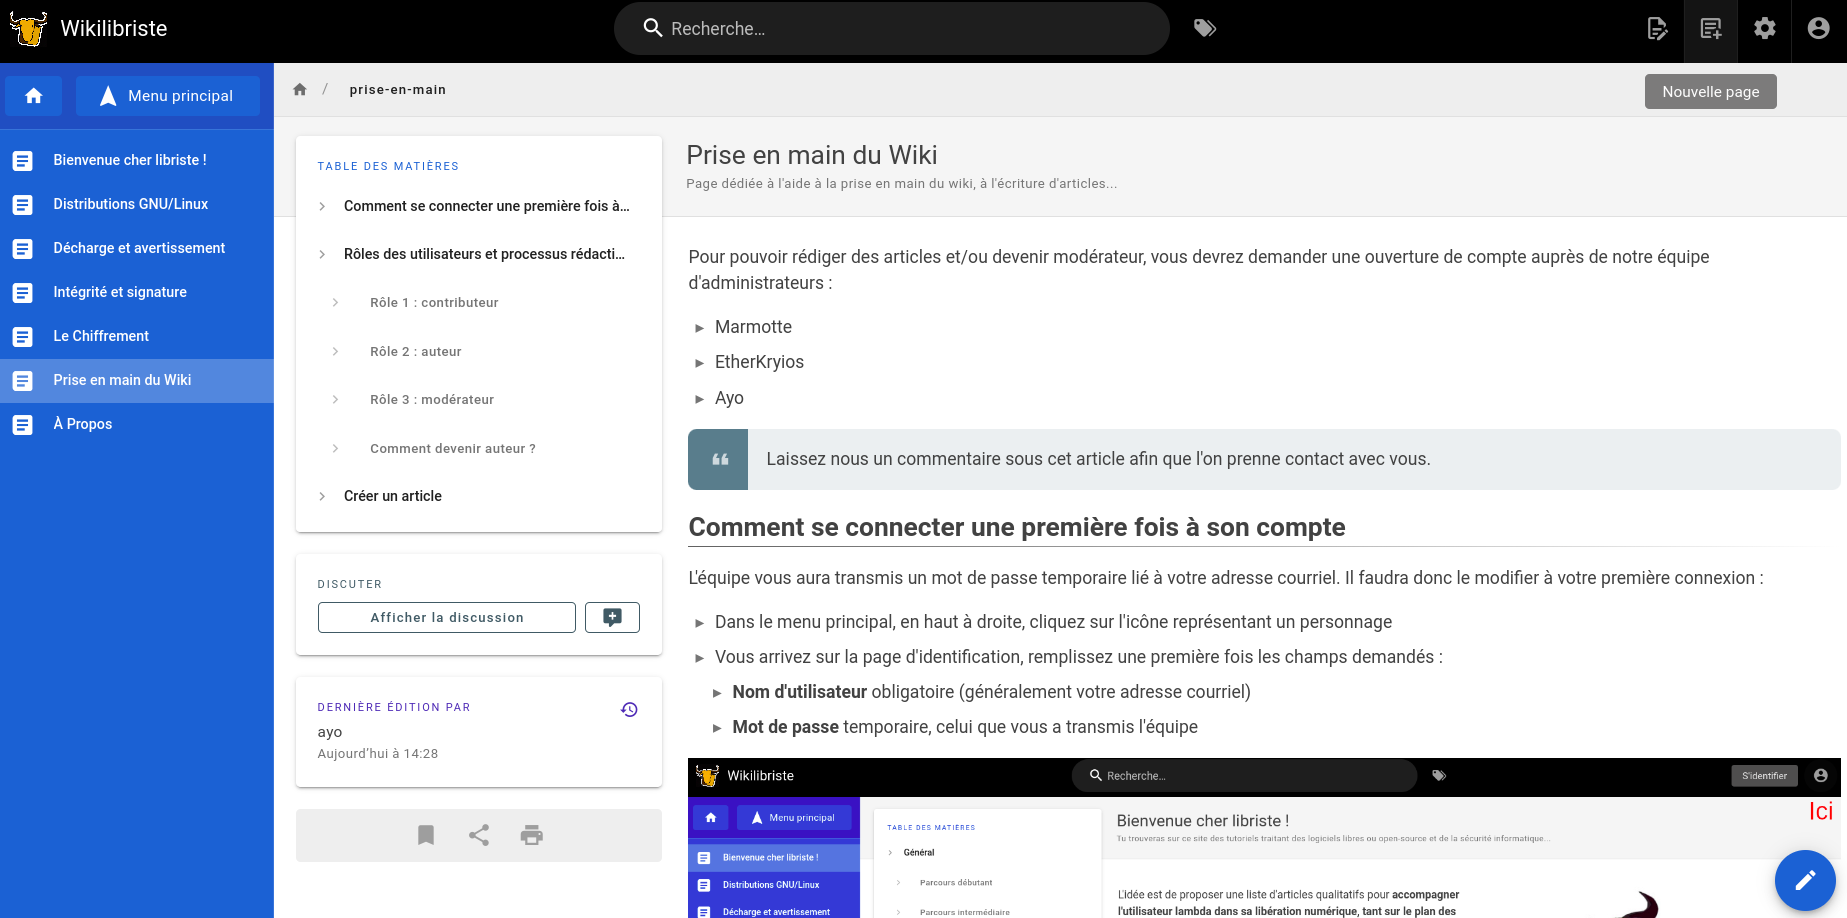 Wikilibriste
Recherche...
Menu principal
prise-en-main
Nouvelle page
Bienvenue cher libriste !
Distributions GNU/Linux
Décharge et avertissement
Intégrité et signature
Le Chiffrement
Prise en main du Wiki
À Propos
TABLE DES MATIÈRES
Comment se connecter une première fois à...
Rôles des utilisateurs et processus rédacti...
Rôle 1 : contributeur
Rôle 2 : auteur
Rôle 3 : modérateur
Comment devenir auteur ?
Créer un article
DISCUTER
Afficher la discussion
DERNIÈRE ÉDITION PAR
ayo
Aujourd'hui à 14:28
Prise en main du Wiki
Page dédiée à l'aide à la prise en main du wiki, à l'écriture d'articles...
Pour pouvoir rédiger des articles et/ou devenir modérateur, vous devrez demander une ouverture de compte auprès de notre équipe
d'administrateurs :
Marmotte
EtherKryios
Ayo
Laissez nous un commentaire sous cet article afin que l'on prenne contact avec vous.
Comment se connecter une première fois à son compte
L'équipe vous aura transmis un mot de passe temporaire lié à votre adresse courriel. Il faudra donc le modifier à votre première connexion :
Dans le menu principal, en haut à droite, cliquez sur l'icône représentant un personnage
Vous arrivez sur la page d'identification, remplissez une première fois les champs demandés :
Nom d'utilisateur obligatoire (généralement votre adresse courriel)
Mot de passe temporaire, celui que vous a transmis l'équipe
Wikilibriste
Recherche...
S'identifier
Ici
Menu principal
Bienvenue cher libriste !
Distributions GNU/Linux
Décharge et avertissement
TABLE DES MATIÈRES
Général
Parcours débutant
Parcours intermédiaire
Bienvenue cher libriste !
Tu trouveras sur ce site des tutoriels traitant des logiciels libres ou open-source et de la sécurité informatique...
L'idée est de proposer une liste d'articles qualitatifs pour accompagner
l'utilisateur lambda dans sa libération numérique, tant sur le plan des